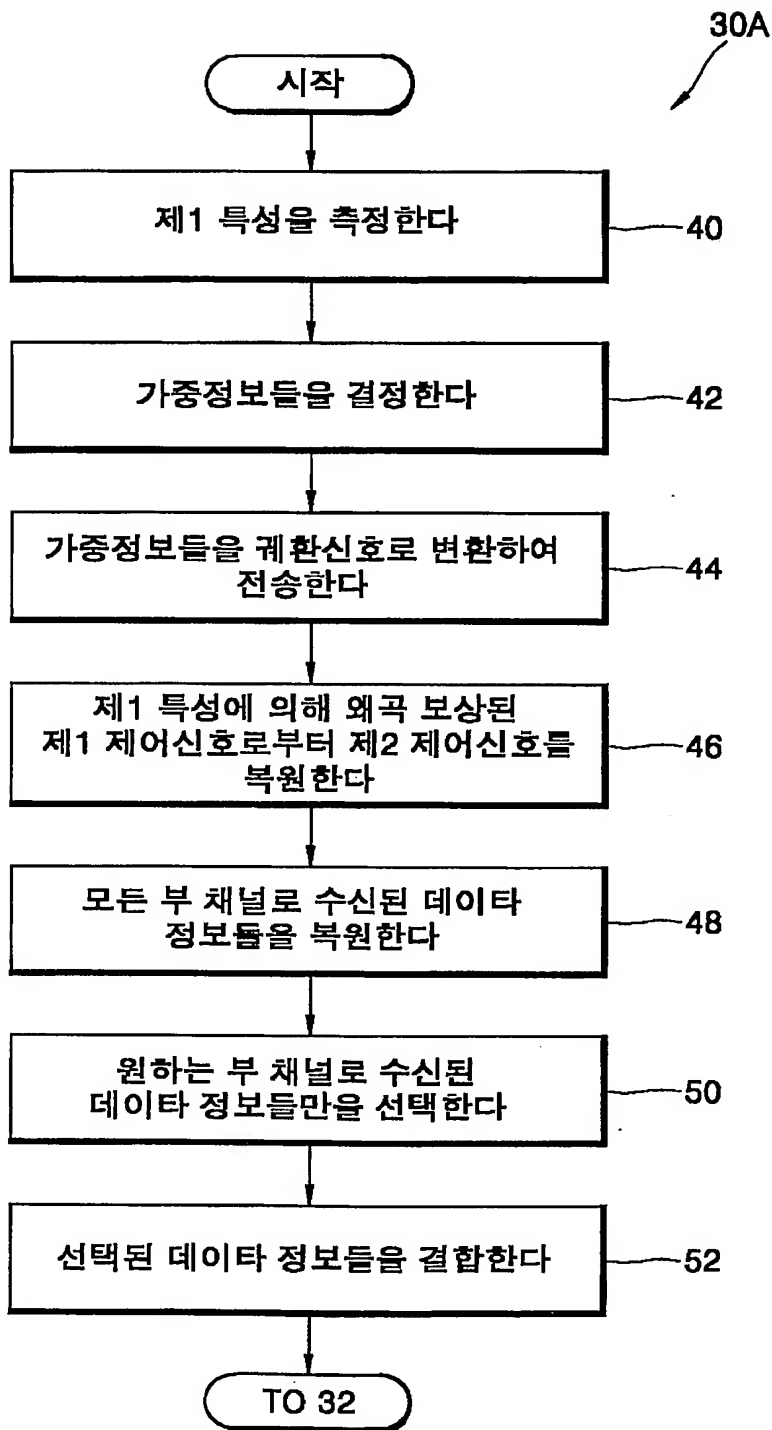 30A
시작
제1 특성을 측정한다
40
가중정보들을 결정한다
42
가중정보들을 궤환신호로 변환하여
전송한다
44
제1 특성에 의해 왜곡 보상된
제1 제어신호로부터 제2 제어신호를
복원한다
46
모든 부 채널로 수신된 데이타
정보들을 복원한다
48
원하는 부 채널로 수신된
데이타 정보들만을 선택한다
50
선택된 데이타 정보들을 결합한다
52
TO 32